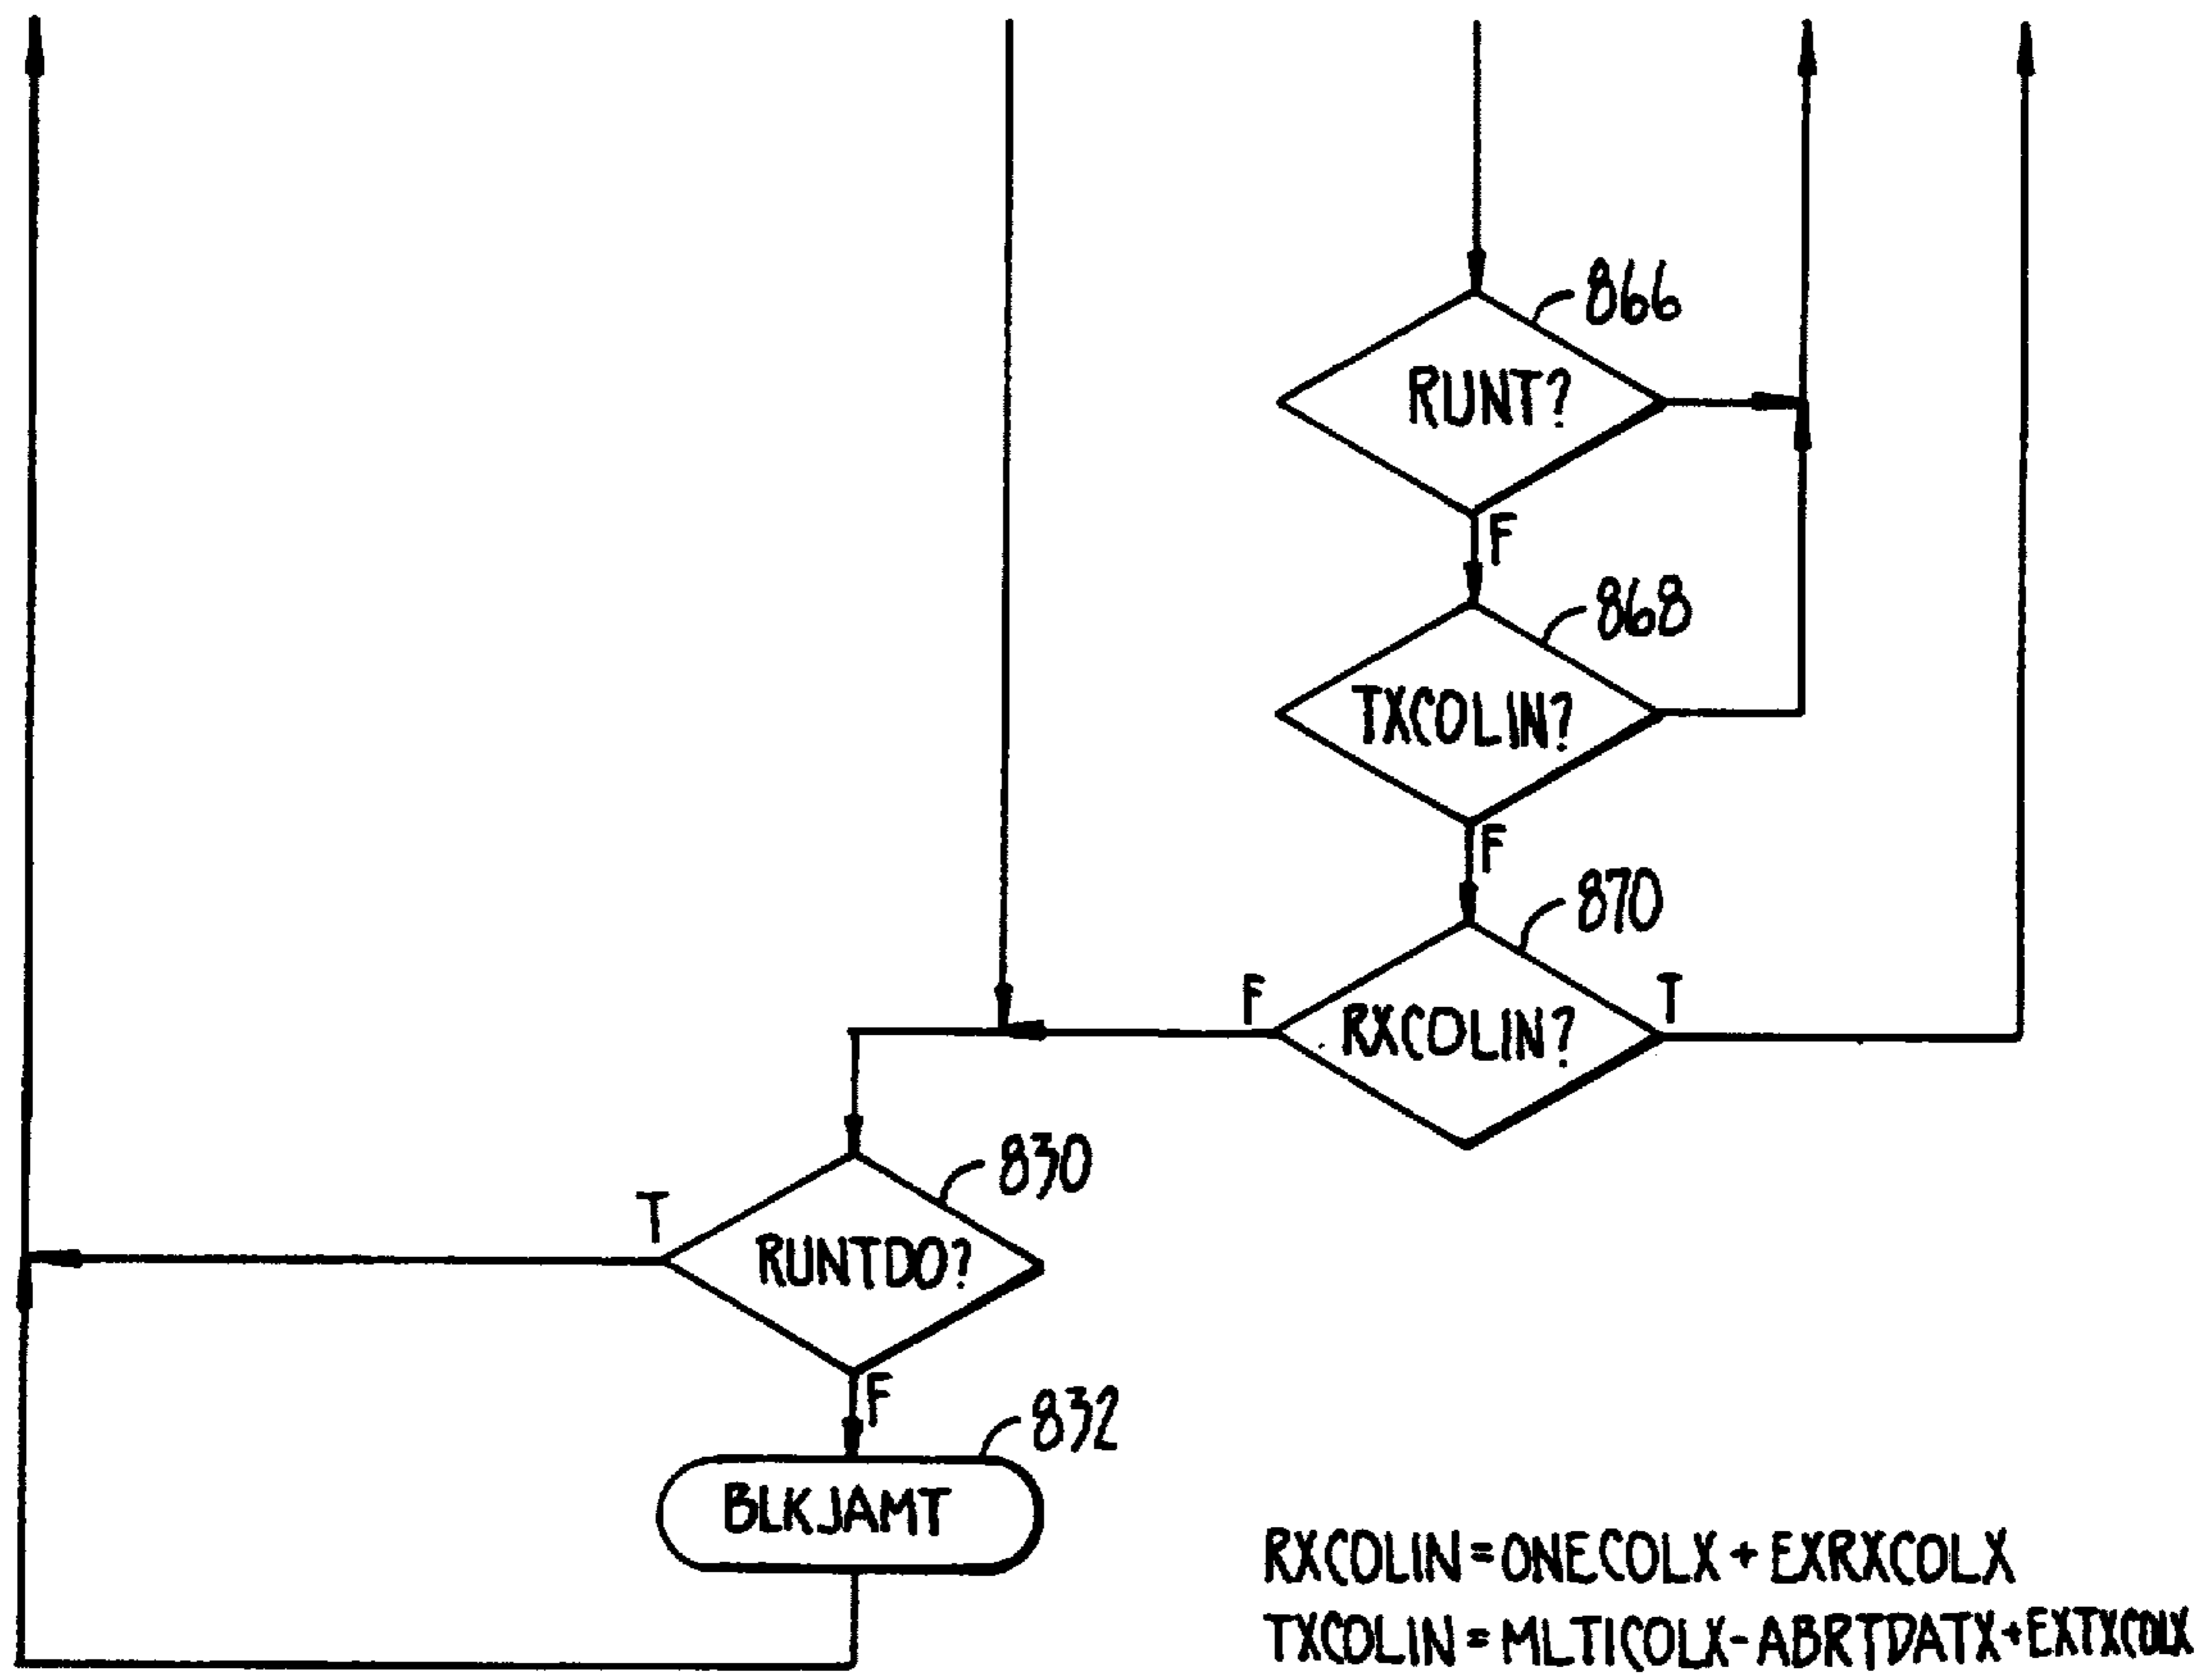 866
RUNT?
F
868
TXCOLIN?
F
870
F
T
RXCOLIN?
830
T
RUNTDO?
F
832
BLKJAMT
RXCOLIN = ONECOLX + EXRXCOLX
TXCOLIN = MLTICOLX - ABRTDATX + EXTXCOLX